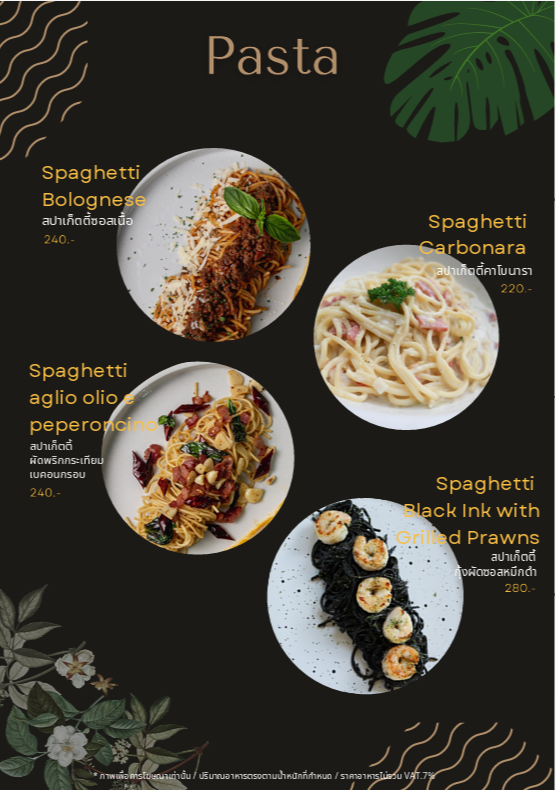 Pasta
Spaghetti
Bolognese
สปาเก็ตตี้ซอสเนื้อ
240.-
Spaghetti
Carbonara
สปาเก็ตตี้คาโบนารา
220.-
Spaghetti
aglio olio e
peperoncino
สปาเก็ตตี้
ผัดพริกกระเทียม
เบคอนกรอบ
240.-
Spaghetti
Black Ink with
Grilled Prawns
สปาเก็ตตี้
กุ้งผัดซอสหมึกดำ
280.-
* ภาพเพื่อการโฆษณาเท่านั้น / ปริมาณอาหารตรงตามน้ำหนักที่กำหนด / ราคาอาหารไม่รวม VAT.7%